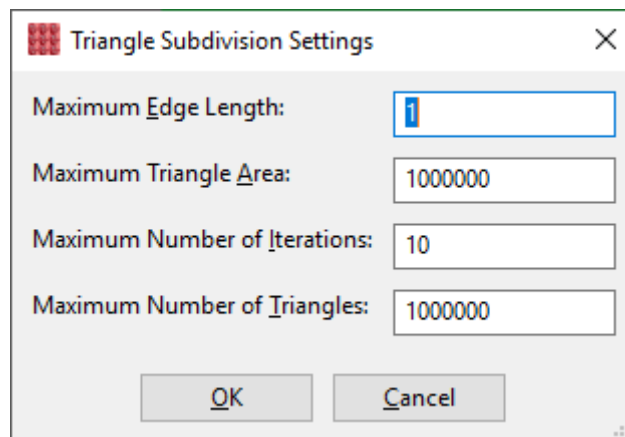 Triangle Subdivision Settings
Maximum Edge Length: 1
Maximum Triangle Area: 1000000
Maximum Number of Iterations: 10
Maximum Number of Triangles: 1000000
OK Cancel